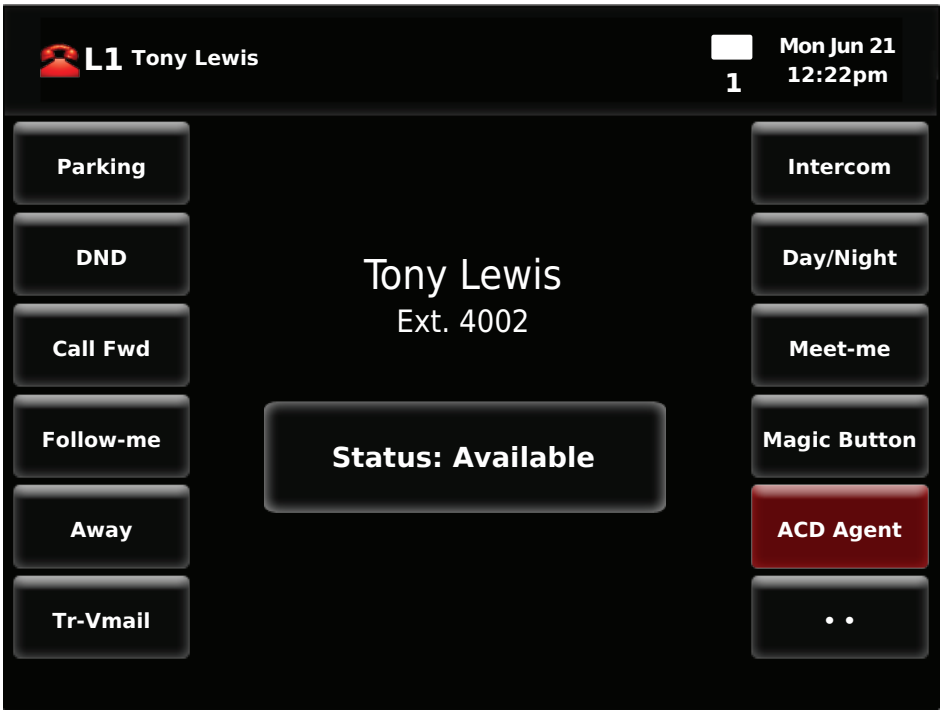 L1 Tony Lewis
1
Mon Jun 21
12:22pm
Parking
DND
Call Fwd
Follow-me
Away
Tr-Vmail
Tony Lewis
Ext. 4002
Status: Available
Intercom
Day/Night
Meet-me
Magic Button
ACD Agent
• •